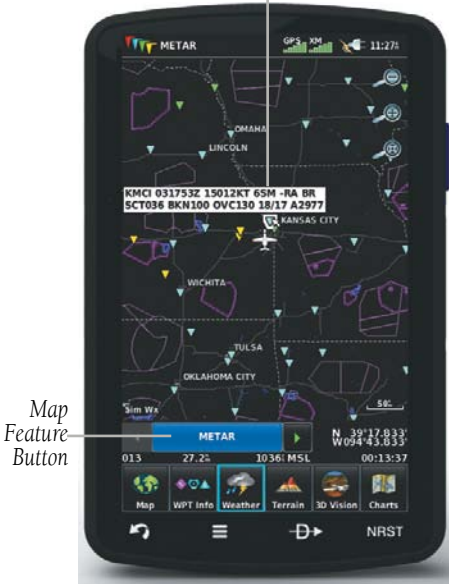 METAR
GPS XM 11:27
OMAHA
LINCOLN
KMCI 031753Z 15012KT 6SM -RA BR
SCT036 BKN100 OVC130 18/17 A2977
KANSAS CITY
WICHITA
TULSA
OKLAHOMA CITY
Sim Wx
Map
Feature
Button
METAR
N 39°17.833'
W094°43.833'
013 27.2 1036 MSL 00:13:37
Map WPT Info Weather Terrain 3D Vision Charts
NRST